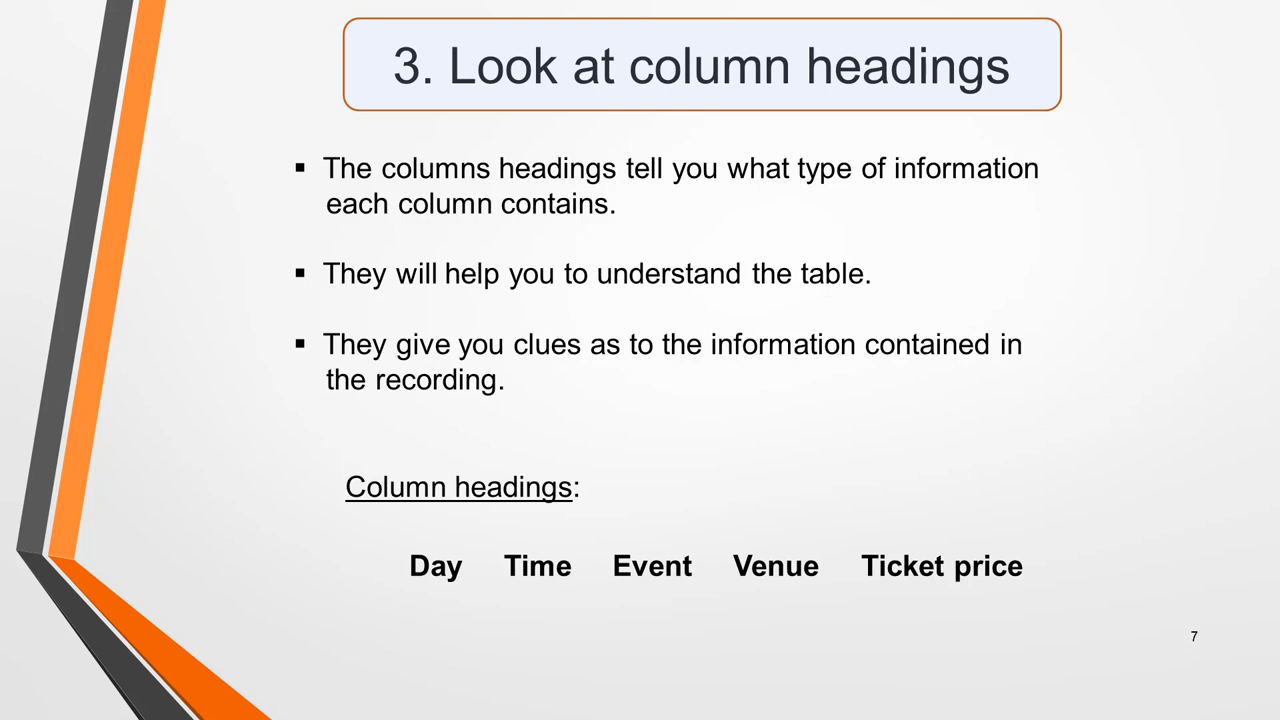 3. Look at column headings
▪ The columns headings tell you what type of information
each column contains.
▪ They will help you to understand the table.
▪ They give you clues as to the information contained in
the recording.
Column headings:
Day Time Event Venue Ticket price
7